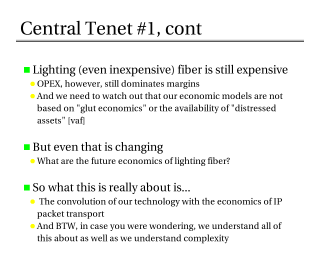 Central Tenet #1, cont
Lighting (even inexpensive) fiber is still expensive
OPEX, however, still dominates margins
And we need to watch out that our economic models are not
based on "glut economics" or the availability of "distressed
assets" [vaf]
But even that is changing
What are the future economics of lighting fiber?
So what this is really about is...
The convolution of our technology with the economics of IP
packet transport
And BTW, in case you were wondering, we understand all of
this about as well as we understand complexity